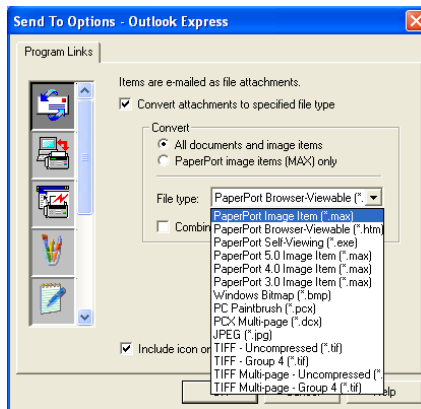 Send To Options - Outlook Express
Program Links
Items are e-mailed as file attachments.
Convert attachments to specified file type
Convert
All documents and image items
PaperPort image items (MAX) only
File type:
PaperPort Browser-Viewable (*.
PaperPort Image Item (*.max)
PaperPort Browser-Viewable (*.htm
Combin
PaperPort Self-Viewing (*.exe)
PaperPort 5.0 Image Item (*.max)
PaperPort 4.0 Image Item (*.max)
PaperPort 3.0 Image Item (*.max)
Windows Bitmap (*.bmp)
PC Paintbrush (*.pcx)
PCX Multi-page (*.dcx)
JPEG (*.jpg)
Include icon or
TIFF - Uncompressed (*.tif)
TIFF - Group 4 (*.tif)
TIFF Multi-page - Uncompressed (*.
TIFF Multi-page - Group 4 (*.tif)